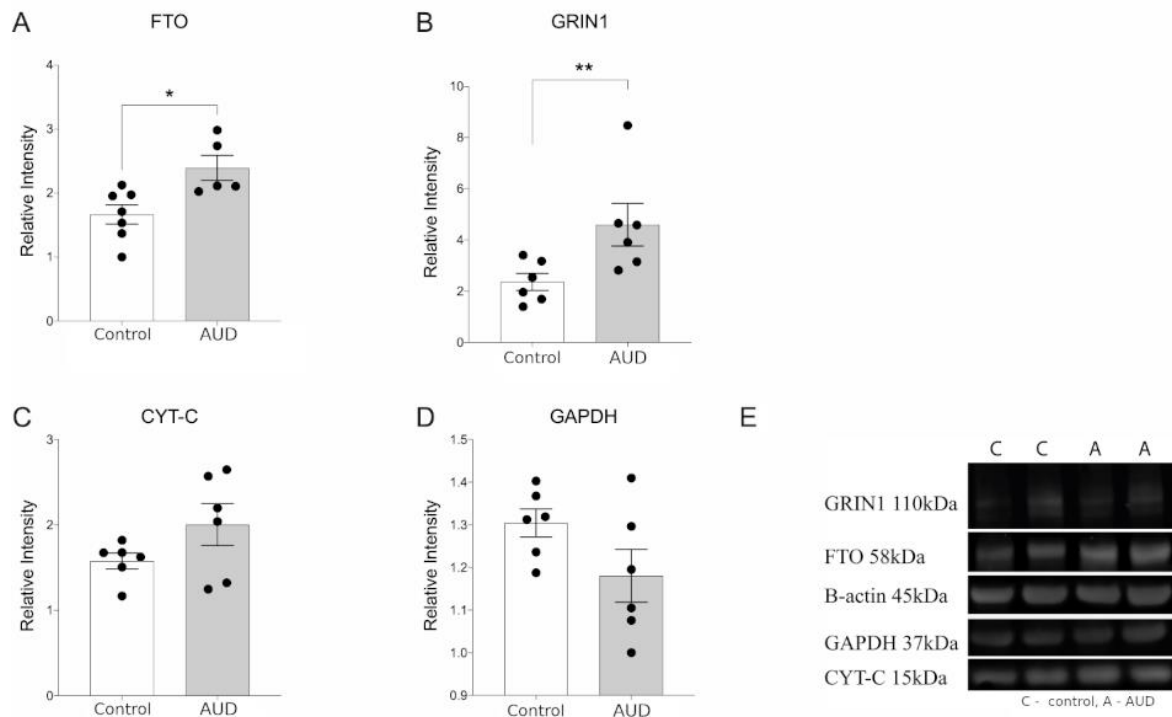 A
FTO
Relative Intensity
4
3
2
1
0
*
Control
AUD
B
GRIN1
Relative Intensity
10
8
6
4
2
0
**
Control
AUD
C
CYT-C
Relative Intensity
3
2
1
0
Control
AUD
D
GAPDH
Relative Intensity
1.5
1.4
1.3
1.2
1.1
1.0
0.9
Control
AUD
E
C C A A
GRIN1 110kDa
FTO 58kDa
B-actin 45kDa
GAPDH 37kDa
CYT-C 15kDa
C - control, A - AUD